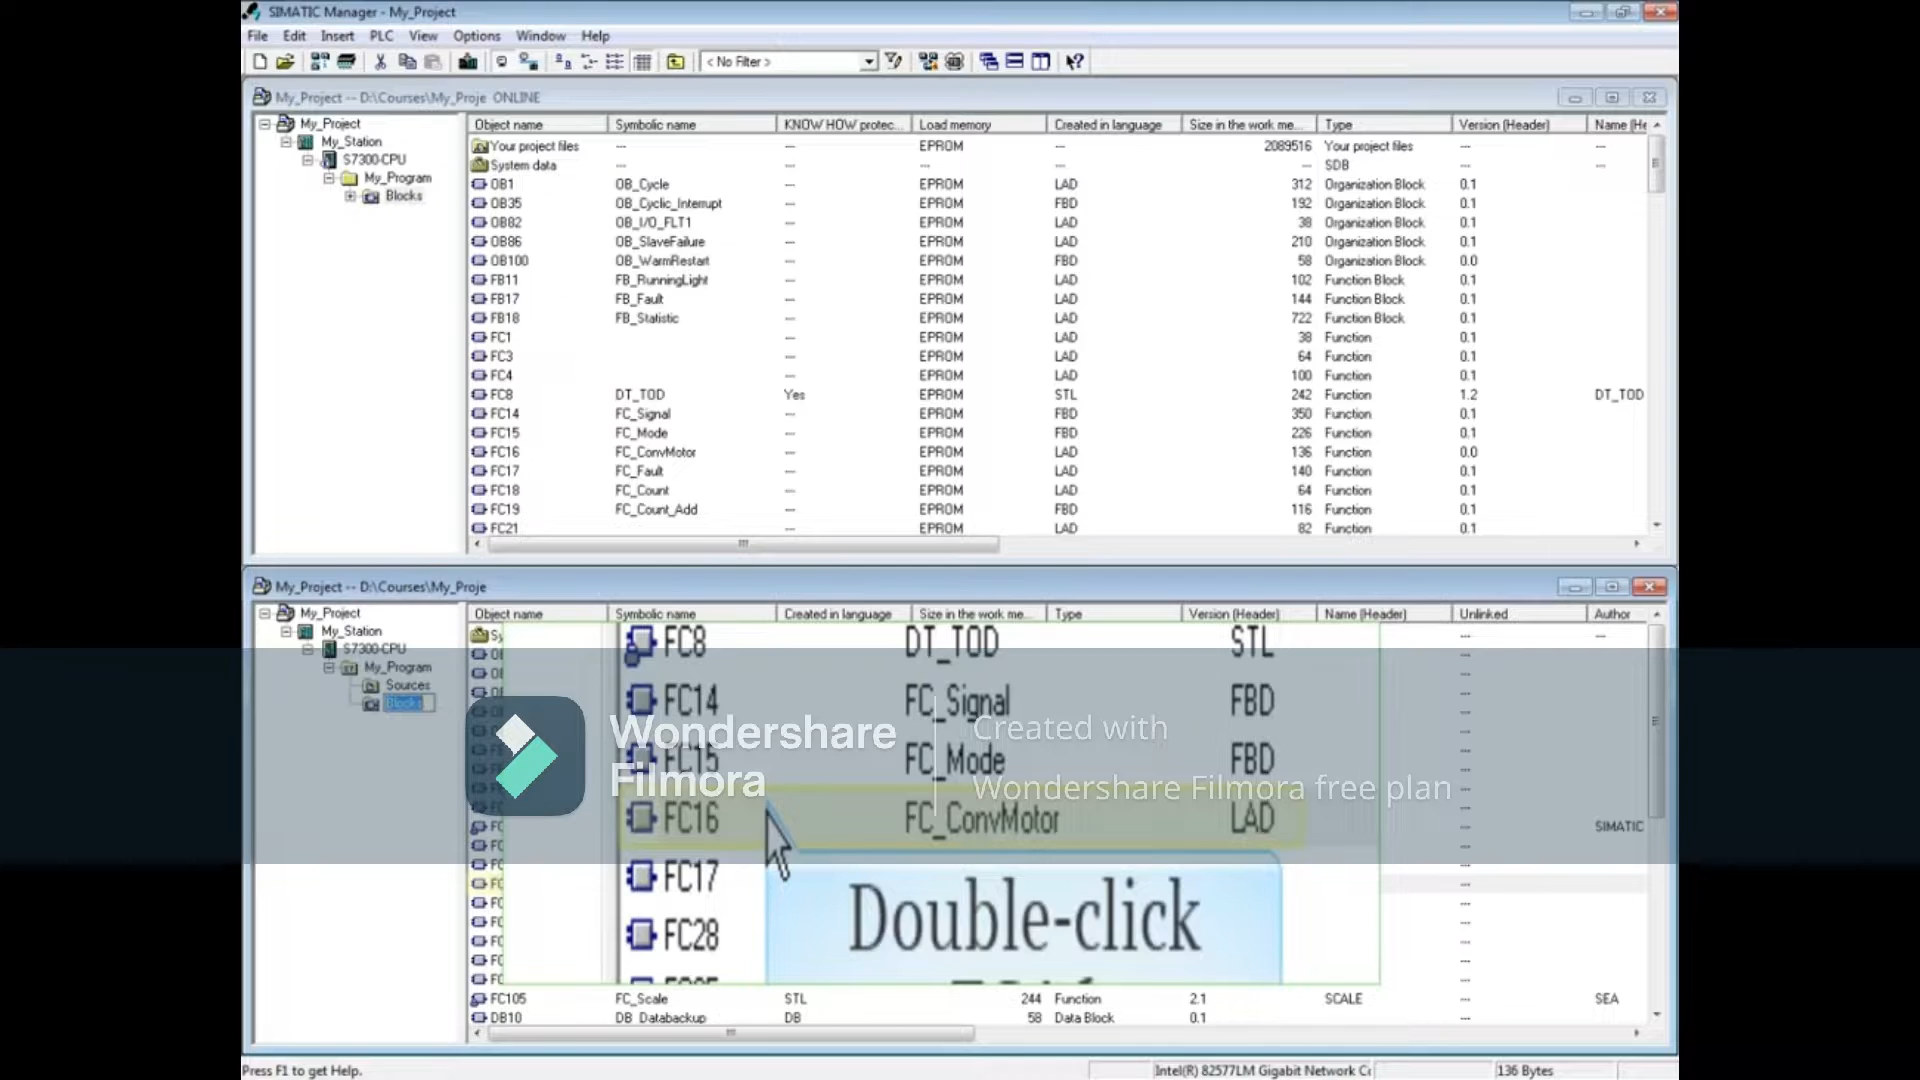 SIMATIC Manager - My_Project
File Edit Insert PLC View Options Window Help
< No Filter >
My_Project -- D:\Courses\My_Proje ONLINE
My_Project
My_Station
S7300-CPU
My_Program
Blocks
Object name Symbolic name KNOW HOW protec... Load memory Created in language Size in the work me... Type Version (Header) Name (He
Your project files --- EPROM --- 2089516 Your project files --- ---
System data --- --- --- --- --- SDB --- ---
OB1 OB_Cycle --- EPROM LAD 312 Organization Block 0.1
OB35 OB_Cyclic_Interrupt --- EPROM FBD 192 Organization Block 0.1
OB82 OB_I/O_FLT1 --- EPROM LAD 38 Organization Block 0.1
OB86 OB_SlaveFailure --- EPROM LAD 210 Organization Block 0.1
OB100 OB_WarmRestart --- EPROM FBD 58 Organization Block 0.0
FB11 FB_RunningLight --- EPROM LAD 102 Function Block 0.1
FB17 FB_Fault --- EPROM LAD 144 Function Block 0.1
FB18 FB_Statistic --- EPROM LAD 722 Function Block 0.1
FC1 --- EPROM LAD 38 Function 0.1
FC3 --- EPROM LAD 64 Function 0.1
FC4 --- EPROM LAD 100 Function 0.1
FC8 DT_TOD Yes EPROM STL 242 Function 1.2 DT_TOD
FC14 FC_Signal --- EPROM FBD 350 Function 0.1
FC15 FC_Mode --- EPROM FBD 226 Function 0.1
FC16 FC_ConvMotor --- EPROM LAD 136 Function 0.0
FC17 FC_Fault --- EPROM LAD 140 Function 0.1
FC18 FC_Count --- EPROM LAD 64 Function 0.1
FC19 FC_Count_Add --- EPROM FBD 116 Function 0.1
FC21 --- EPROM LAD 82 Function 0.1
My_Project -- D:\Courses\My_Proje
My_Project
My_Station
S7300-CPU
My_Program
Sources
Blocks
Object name Symbolic name Created in language Size in the work me... Type Version (Header) Name (Header) Unlinked Author
FC8 DT_TOD STL
FC14 FC_Signal FBD
FC15 FC_Mode FBD
FC16 FC_ConvMotor LAD
FC17
FC28
Double-click
SIMATIC
Wondershare
Filmora
Created with
Wondershare Filmora free plan
FC105 FC_Scale STL 244 Function 2.1 SCALE --- SEA
DB10 DB_Databackup DB 58 Data Block 0.1 ---
Press F1 to get Help.
Intel(R) 82577LM Gigabit Network Cr 136 Bytes